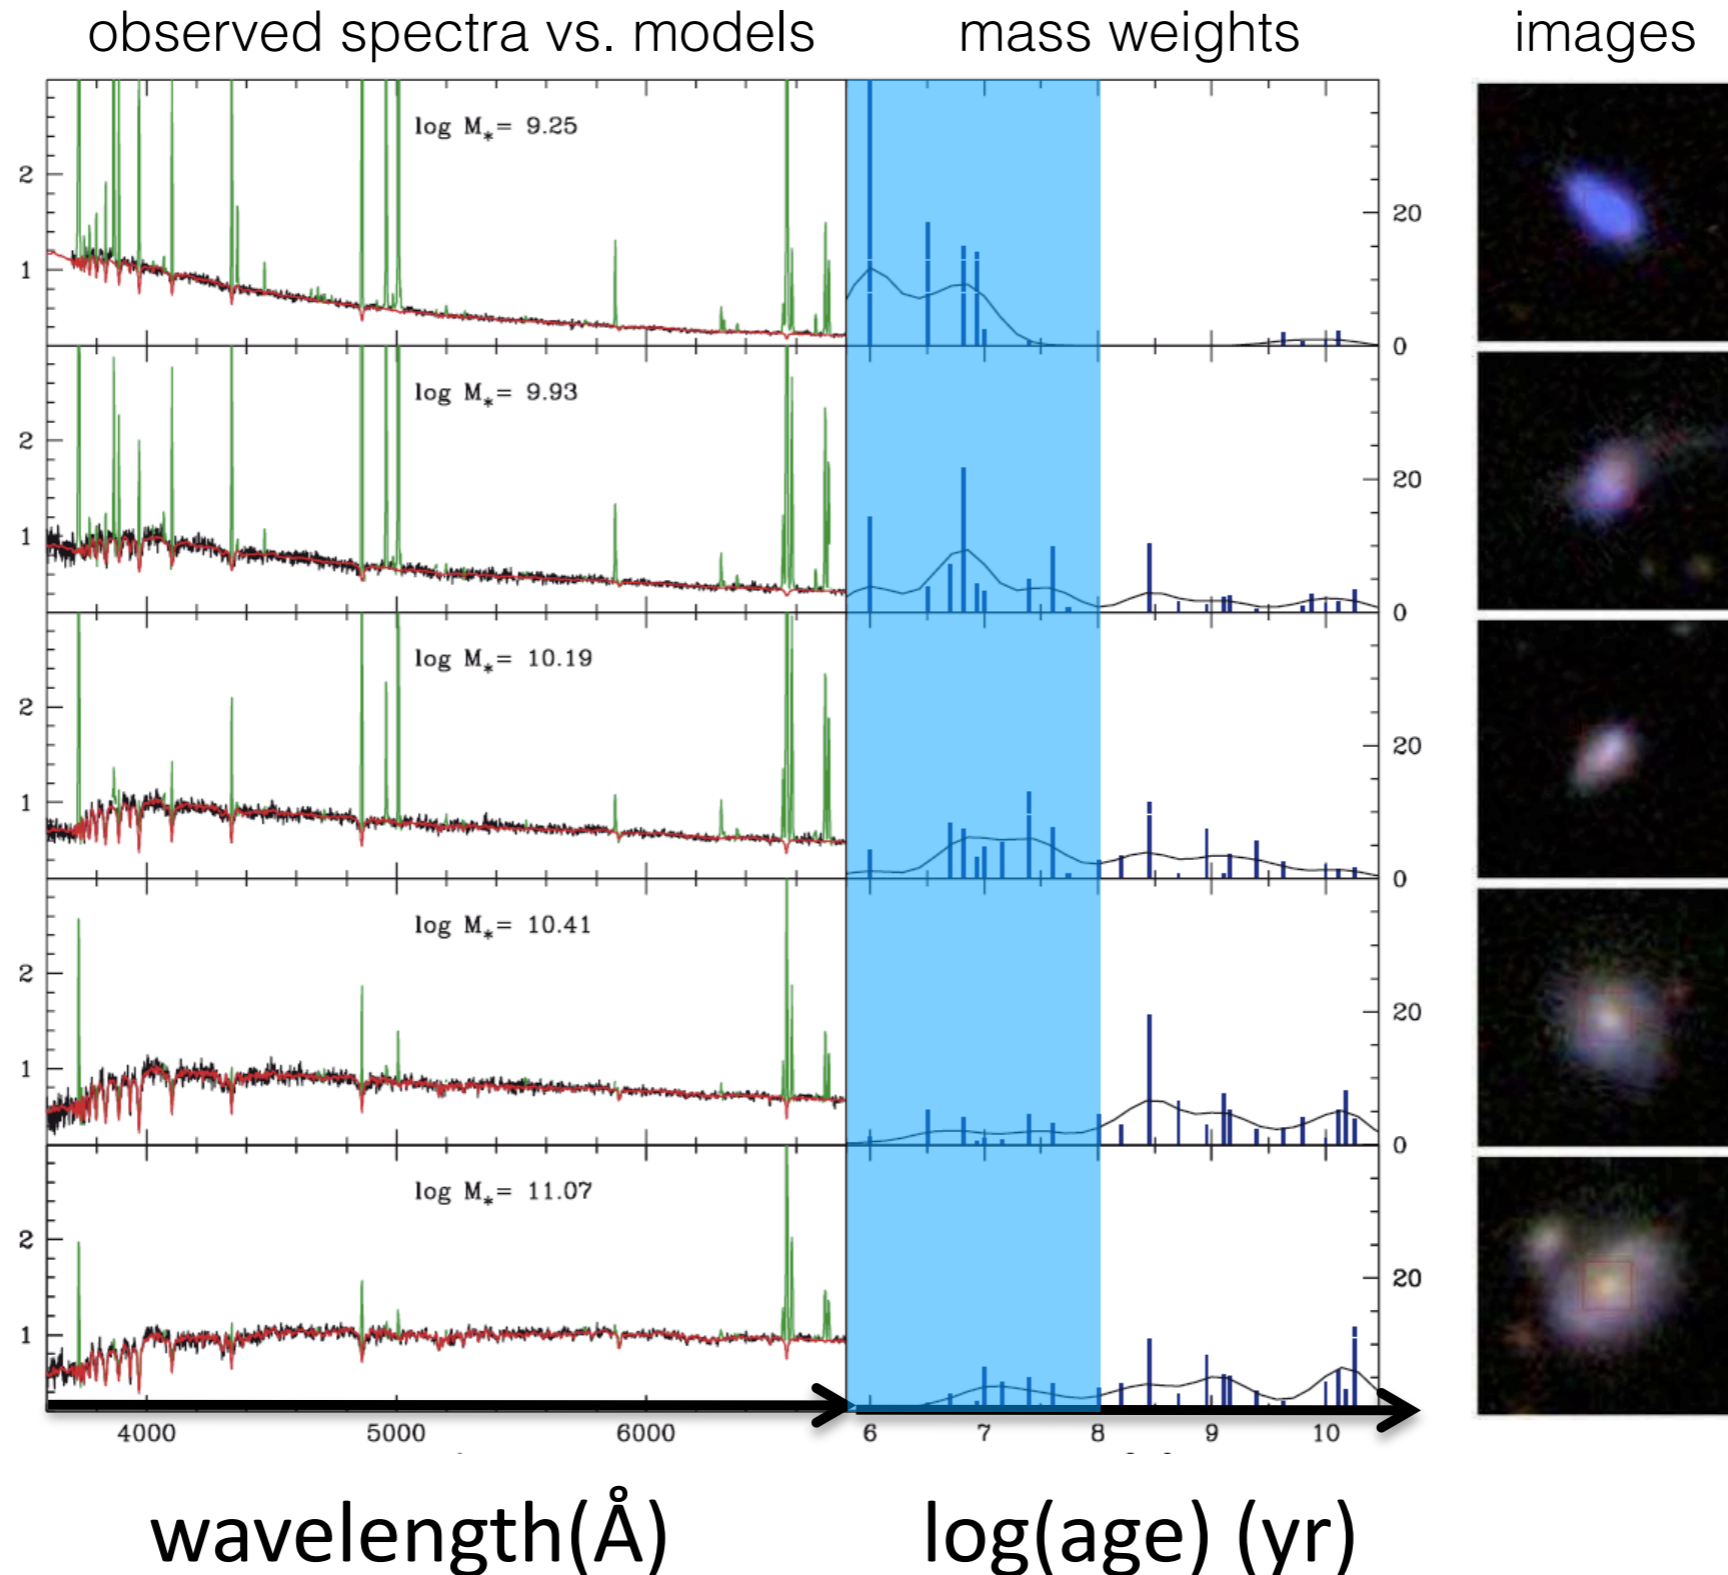 observed spectra vs. models mass weights images
log M*= 9.25
2
1
20
0
log M*= 9.93
2
1
20
0
log M*= 10.19
2
1
20
0
log M*= 10.41
2
1
20
0
log M*= 11.07
2
1
20
4000 5000 6000 6 7 8 9 10
wavelength(Å) log(age) (yr)